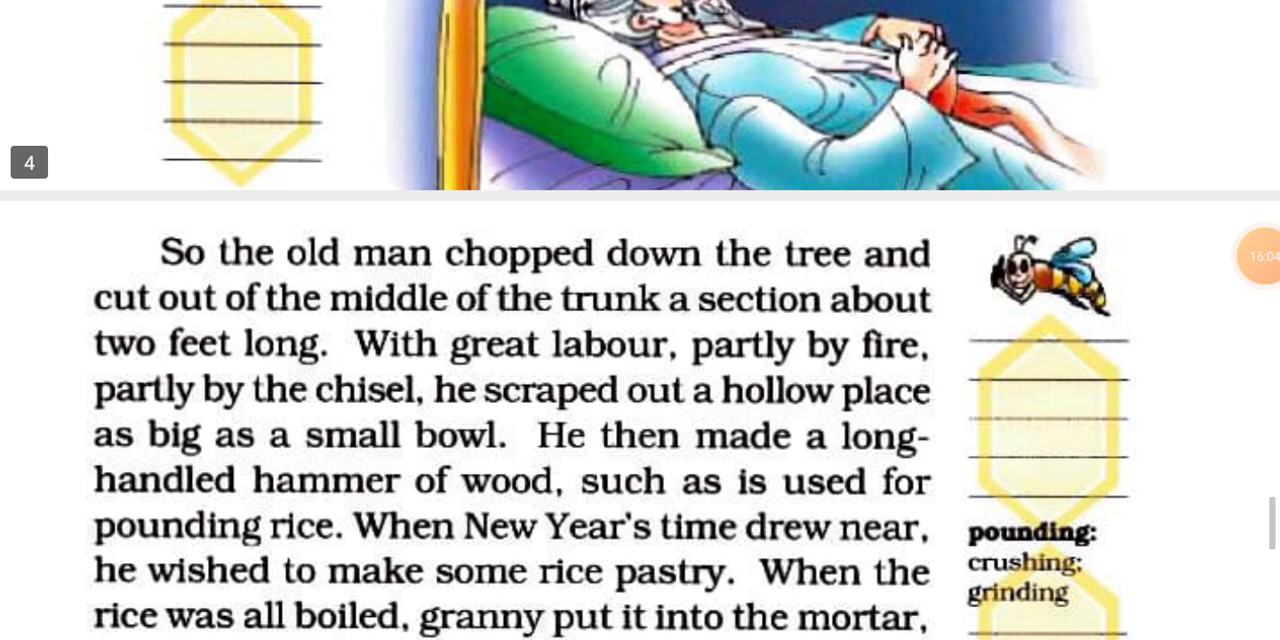 4
So the old man chopped down the tree and
cut out of the middle of the trunk a section about
two feet long. With great labour, partly by fire,
partly by the chisel, he scraped out a hollow place
as big as a small bowl. He then made a long-
handled hammer of wood, such as is used for
pounding rice. When New Year's time drew near,
he wished to make some rice pastry. When the
rice was all boiled, granny put it into the mortar,
pounding:
crushing;
grinding
16:04